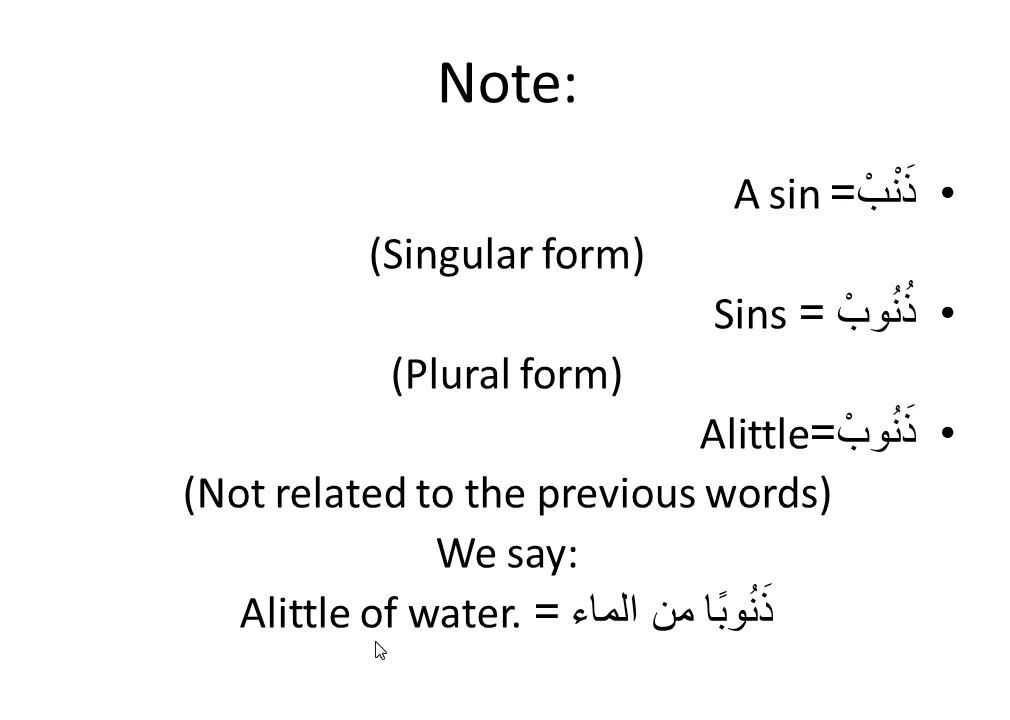 Note:
• ذَنْبْ= A sin
(Singular form)
• ذُنُوبْ = Sins
(Plural form)
• ذَنُوبْ=Alittle
(Not related to the previous words)
We say:
Alittle of water. = ذَنُوبًا من الماء